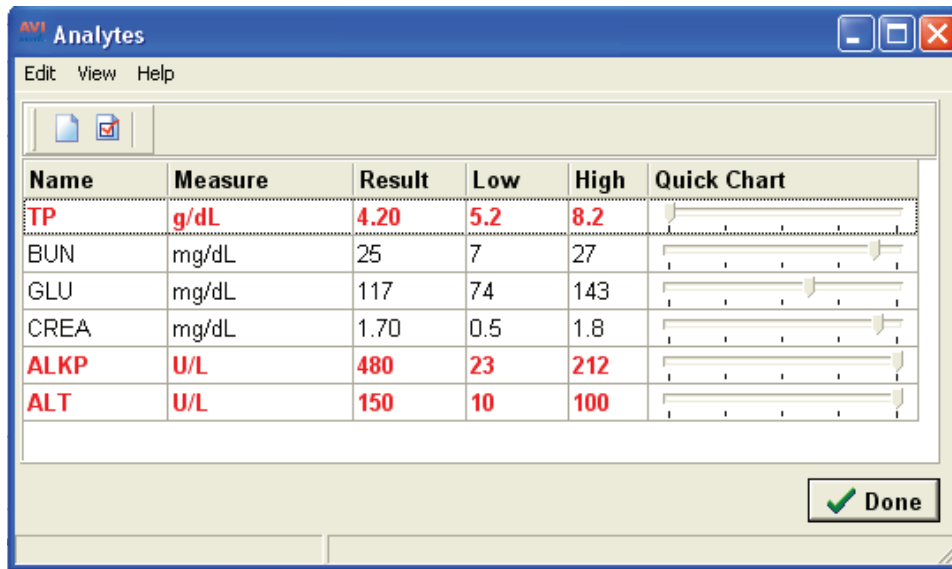 AVI Analytes
Edit View Help
Name Measure Result Low High Quick Chart
TP g/dL 4.20 5.2 8.2
BUN mg/dL 25 7 27
GLU mg/dL 117 74 143
CREA mg/dL 1.70 0.5 1.8
ALKP U/L 480 23 212
ALT U/L 150 10 100
Done